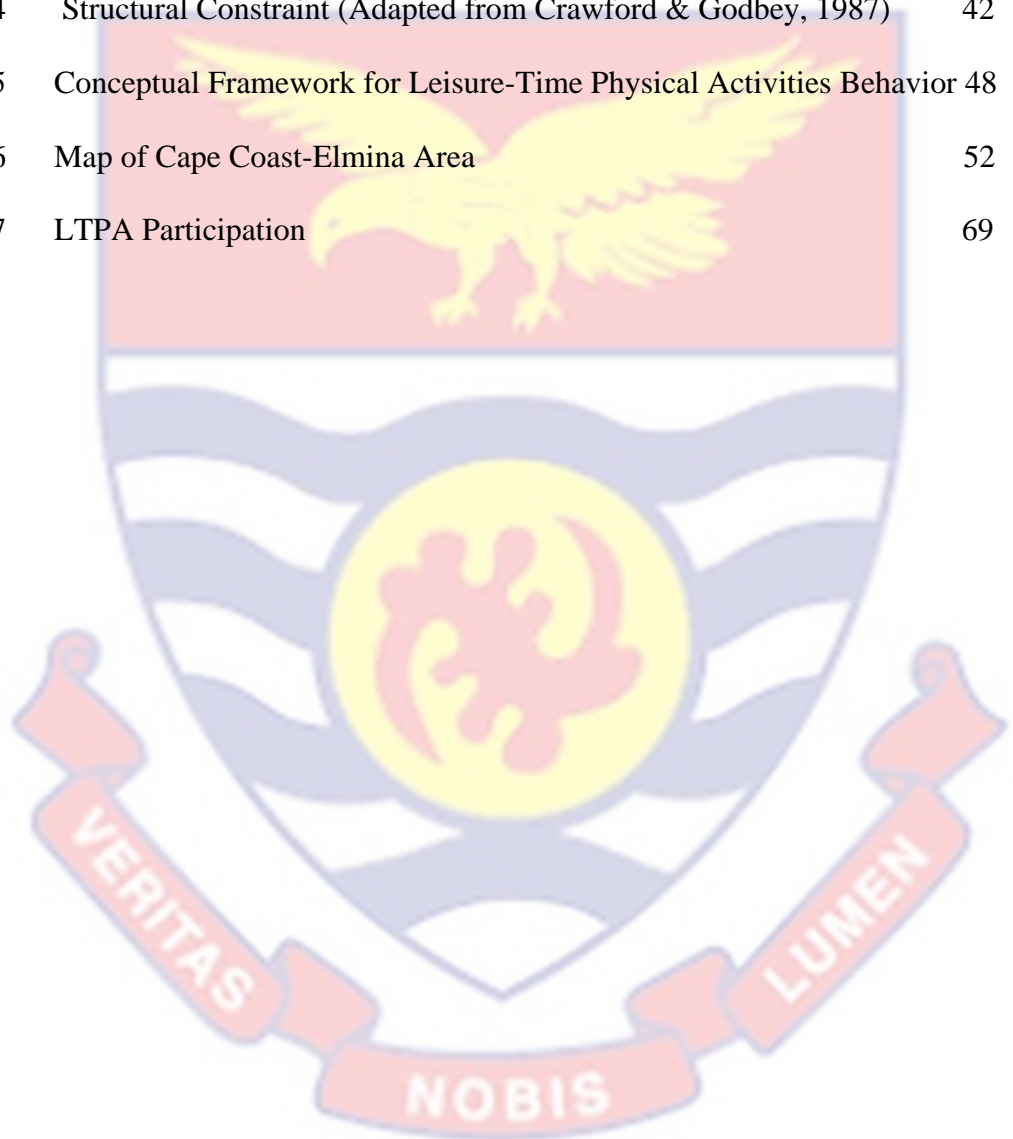 4 Structural Constraint (Adapted from Crawford & Godbey, 1987) 42
5 Conceptual Framework for Leisure-Time Physical Activities Behavior 48
6 Map of Cape Coast-Elmina Area 52
7 LTPA Participation 69
VERITAS
NOBIS
LUMEN